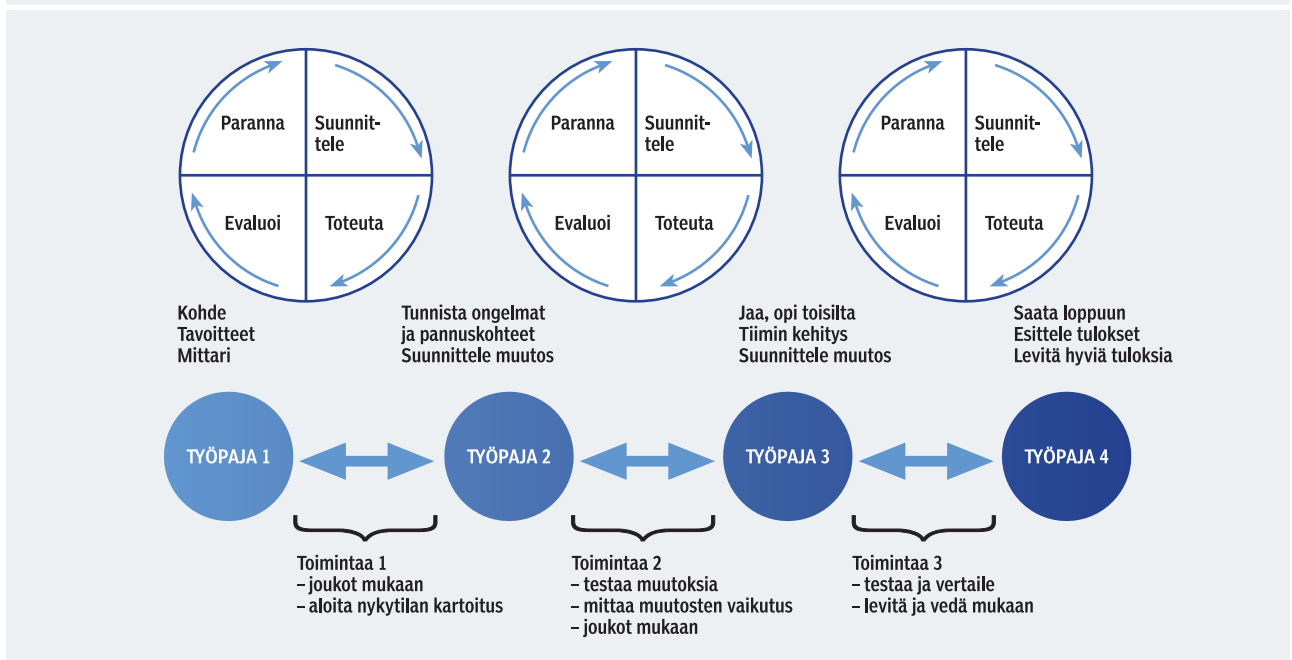 Paranna
Suunnit-
tele
Evaluoi
Toteuta
Paranna
Suunnit-
tele
Evaluoi
Toteuta
Paranna
Suunnit-
tele
Evaluoi
Toteuta
Kohde
Tavoitteet
Mittari
Tunnista ongelmat
ja pannuskohteet
Suunnittele muutos
Jaa, opi toisilta
Tiimin kehitys
Suunnittele muutos
Saata loppuun
Esittele tulokset
Levitä hyviä tuloksia
TYÖPAJA 1
TYÖPAJA 2
TYÖPAJA 3
TYÖPAJA 4
Toimintaa 1
– joukot mukaan
– aloita nykytilan kartoitus
Toimintaa 2
– testaa muutoksia
– mittaa muutosten vaikutus
– joukot mukaan
Toimintaa 3
– testaa ja vertaile
– levitä ja vedä mukaan